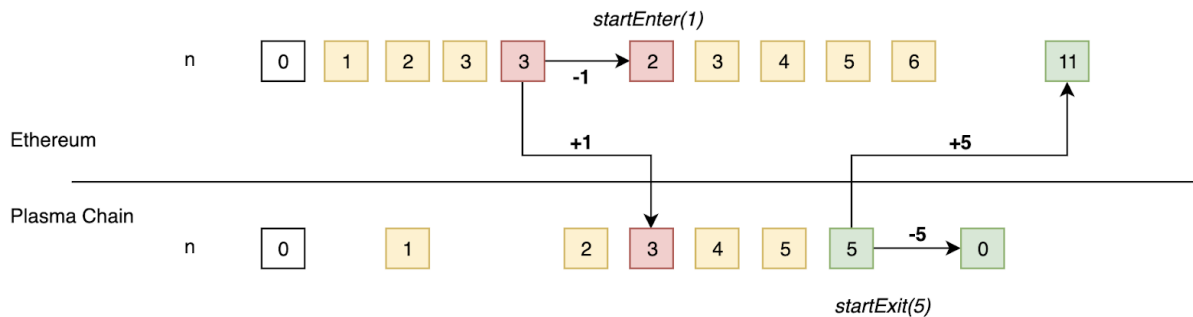 startEnter(1)
n 0 1 2 3 3 2 3 4 5 6 11
-1
Ethereum +1 +5
Plasma Chain
n 0 1 2 3 4 5 5 -5 0
startExit(5)